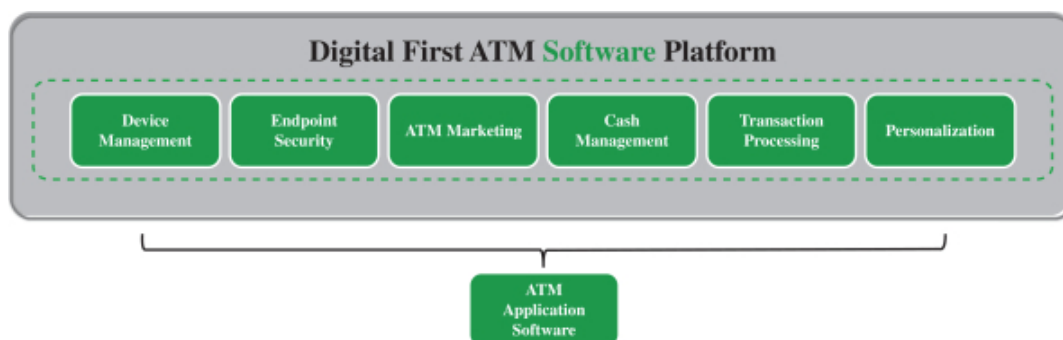 Digital First ATM Software Platform
Device
Management
Endpoint
Security
ATM Marketing
Cash
Management
Transaction
Processing
Personalization
ATM
Application
Software